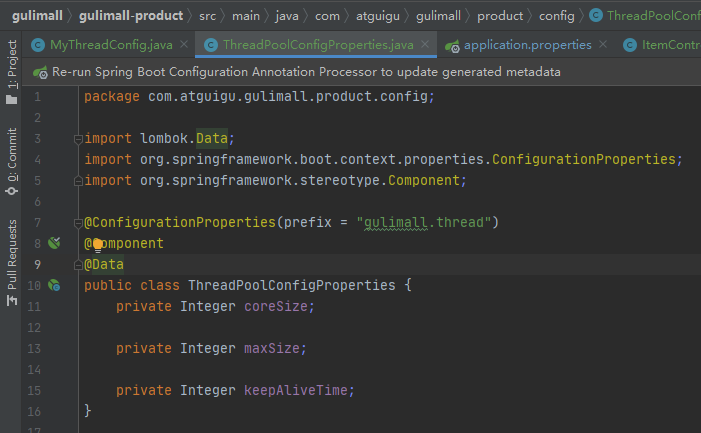 gulimall gulimall-product src main java com atguigu gulimall product config ThreadPoolConf
MyThreadConfig.java ThreadPoolConfigProperties.java application.properties ItemContr
Re-run Spring Boot Configuration Annotation Processor to update generated metadata
1: Project
0: Commit
Pull Requests
1 package com.atguigu.gulimall.product.config;
2
3 import lombok.Data;
4 import org.springframework.boot.context.properties.ConfigurationProperties;
5 import org.springframework.stereotype.Component;
6
7 @ConfigurationProperties(prefix = "gulimall.thread")
8 @Component
9 @Data
10 public class ThreadPoolConfigProperties {
11 private Integer coreSize;
12
13 private Integer maxSize;
14
15 private Integer keepAliveTime;
16 }
17